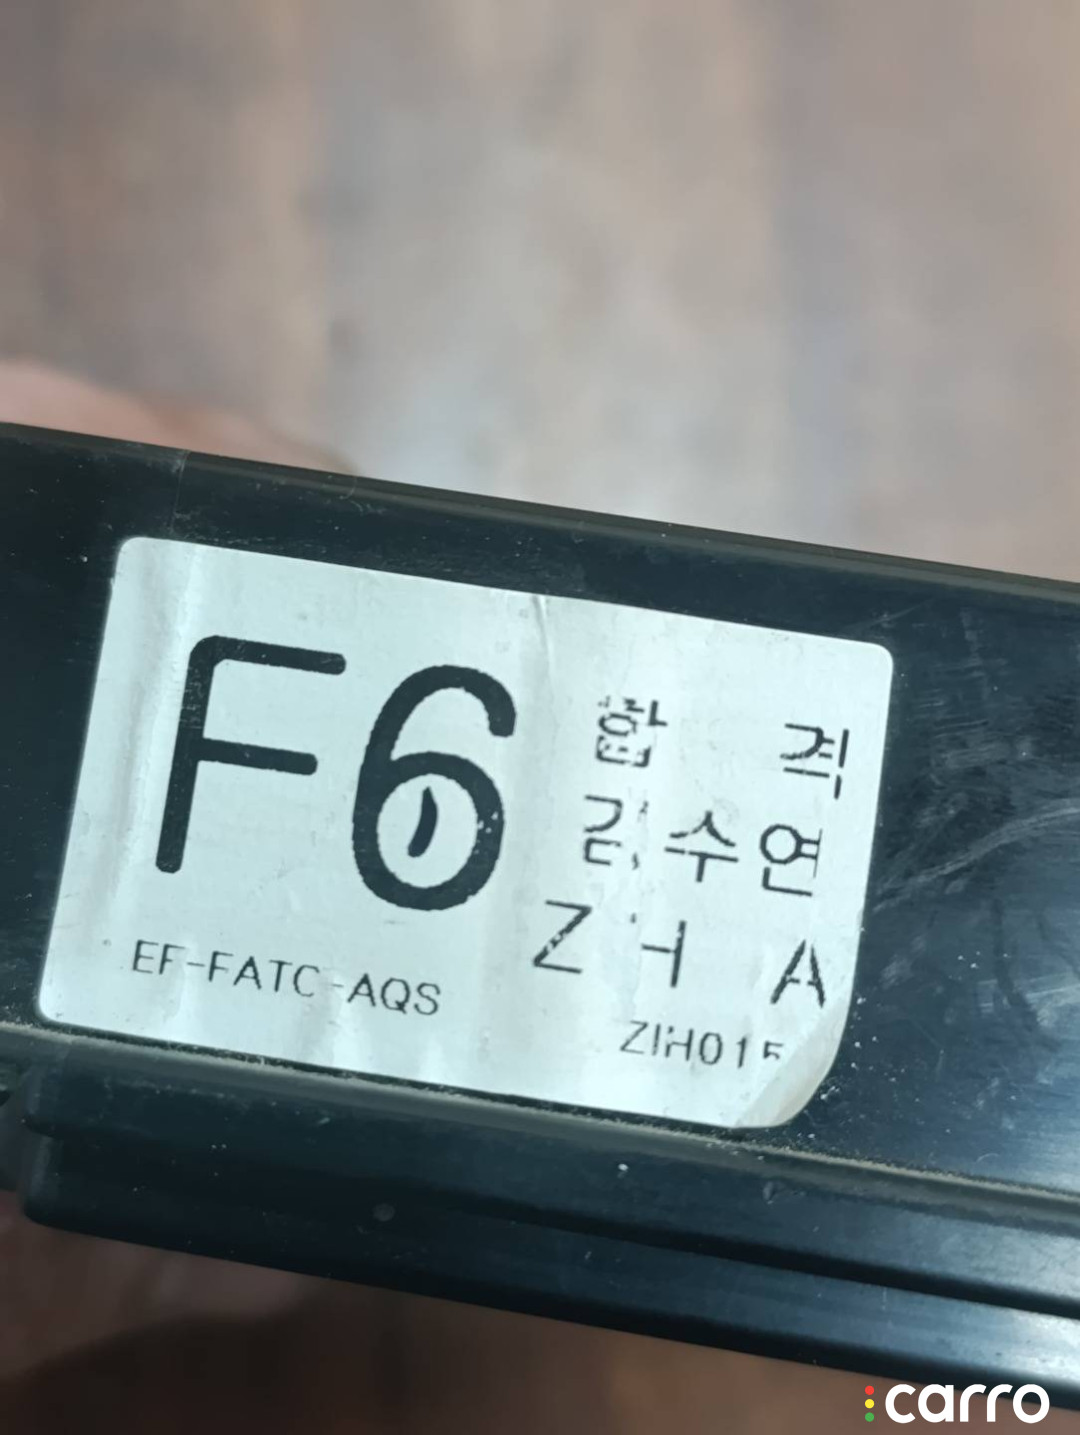 F6
합 격
김수연
Z H A
EF-FATC-AQS
ZIH015
carro